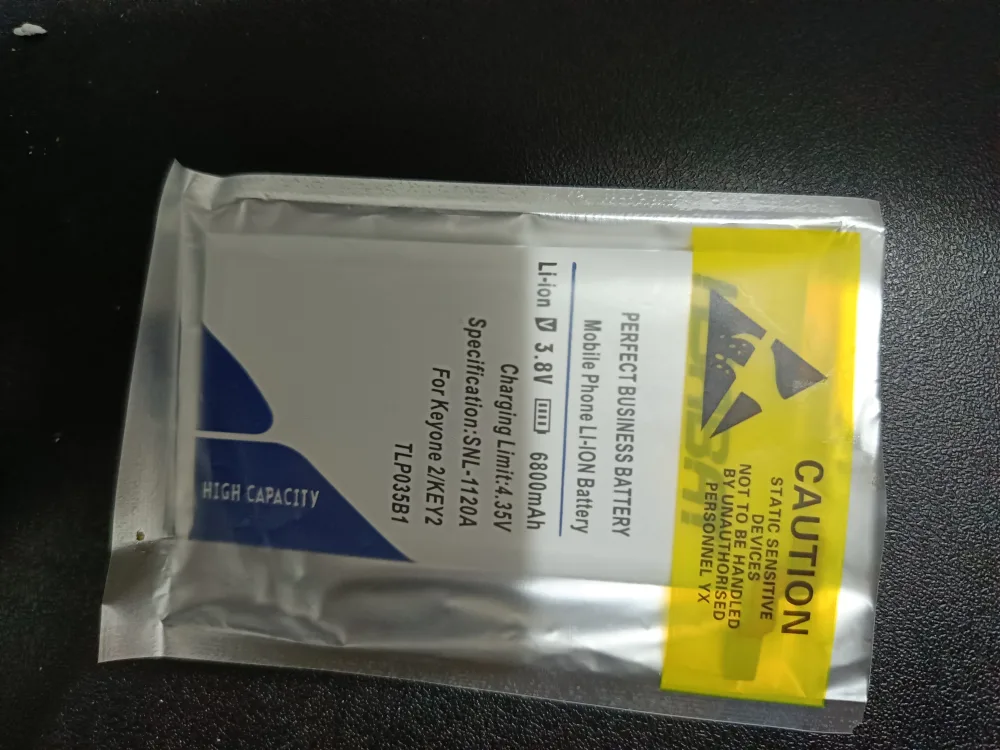 CAUTION
STATIC SENSITIVE
DEVICES
NOT TO BE HANDLED
BY UNAUTHORISED
PERSONNEL YX
PERFECT BUSINESS BATTERY
Mobile Phone LI-ION Battery
Li-ion 3.8V 6800mAh
Charging Limit:4.35V
Specification:SNL-1120A
For Keyone 2/KEY2
TLP035B1
HIGH CAPACITY